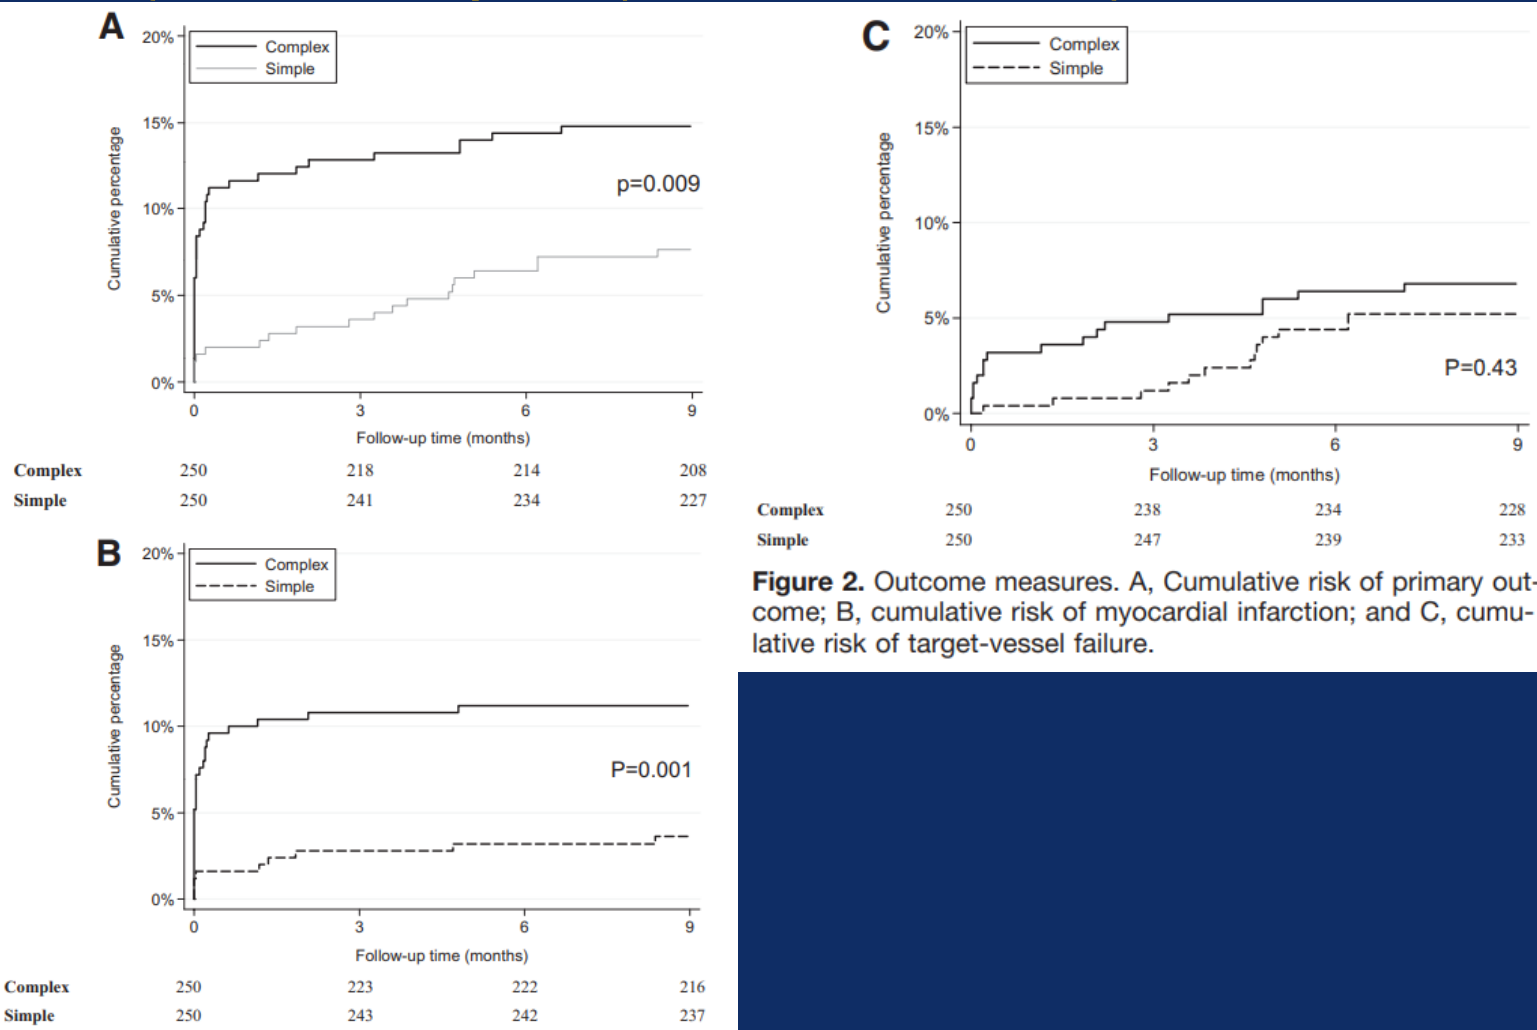 A
20%
15%
10%
5%
0%
Complex
Simple
Cumulative percentage
p=0.009
0 3 6 9
Follow-up time (months)
Complex 250 218 214 208
Simple 250 241 234 227
B
20%
15%
10%
5%
0%
Complex
Simple
Cumulative percentage
P=0.001
0 3 6 9
Follow-up time (months)
Complex 250 223 222 216
Simple 250 243 242 237
C
20%
15%
10%
5%
0%
Complex
Simple
Cumulative percentage
P=0.43
0 3 6 9
Follow-up time (months)
Complex 250 238 234 228
Simple 250 247 239 233
Figure 2. Outcome measures. A, Cumulative risk of primary out-
come; B, cumulative risk of myocardial infarction; and C, cumu-
lative risk of target-vessel failure.